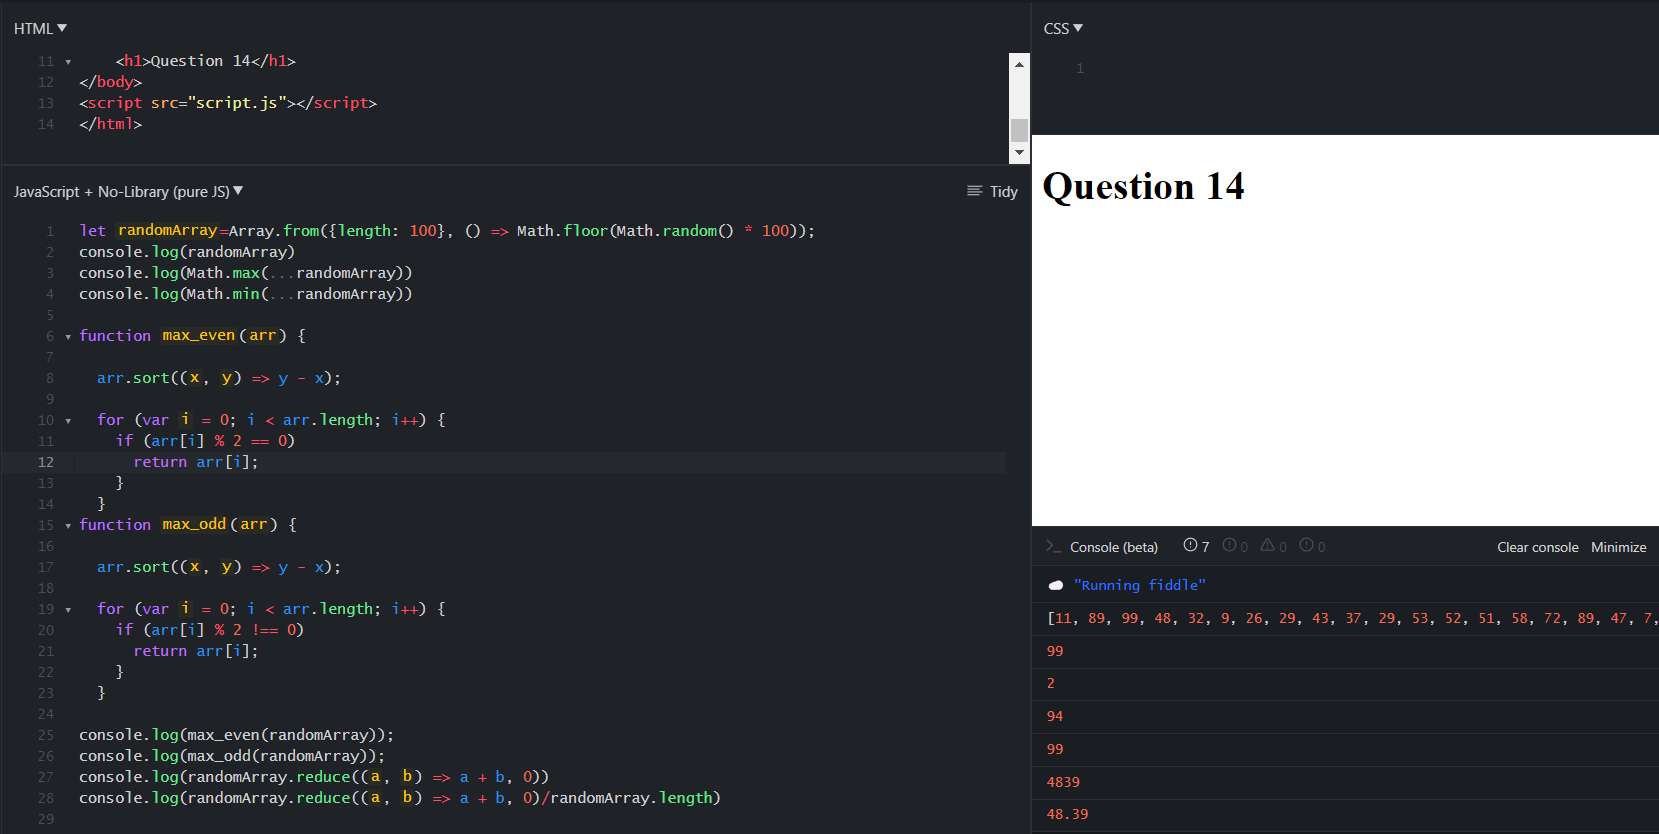 HTML
11 <h1>Question 14</h1>
12 </body>
13 <script src="script.js"></script>
14 </html>
JavaScript + No-Library (pure JS)
Tidy
1 let randomArray=Array.from({length: 100}, () => Math.floor(Math.random() * 100));
2 console.log(randomArray)
3 console.log(Math.max(...randomArray))
4 console.log(Math.min(...randomArray))
5
6 function max_even(arr) {
7
8 arr.sort((x, y) => y - x);
9
10 for (var i = 0; i < arr.length; i++) {
11 if (arr[i] % 2 == 0)
12 return arr[i];
13 }
14 }
15 function max_odd(arr) {
16
17 arr.sort((x, y) => y - x);
18
19 for (var i = 0; i < arr.length; i++) {
20 if (arr[i] % 2 !== 0)
21 return arr[i];
22 }
23 }
24
25 console.log(max_even(randomArray));
26 console.log(max_odd(randomArray));
27 console.log(randomArray.reduce((a, b) => a + b, 0))
28 console.log(randomArray.reduce((a, b) => a + b, 0)/randomArray.length)
29
CSS
1
Question 14
>_ Console (beta) 7 0 0 0 Clear console Minimize
"Running fiddle"
[11, 89, 99, 48, 32, 9, 26, 29, 43, 37, 29, 53, 52, 51, 58, 72, 89, 47, 7,
99
2
94
99
4839
48.39